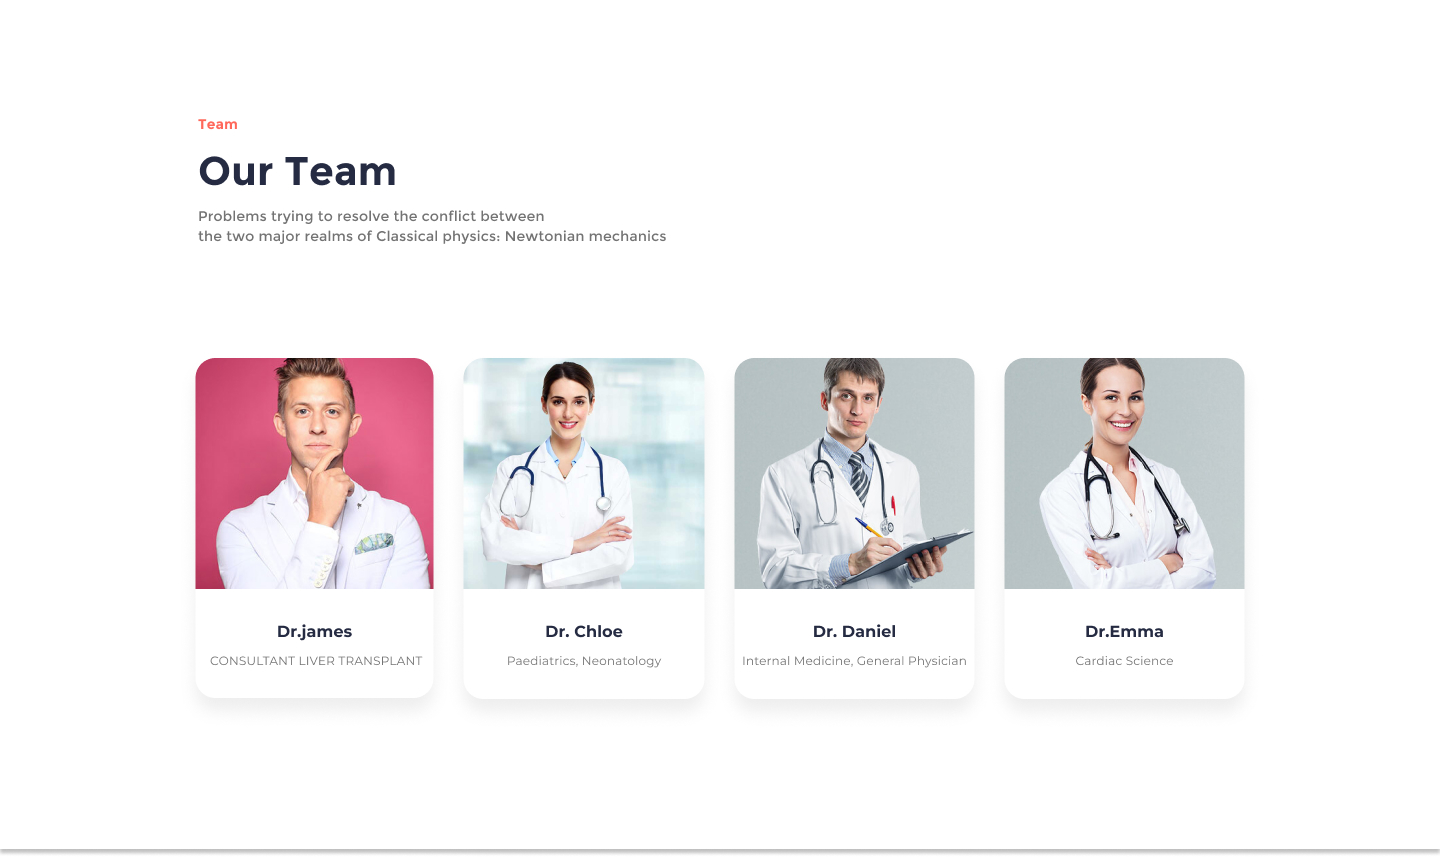 Team
Our Team
Problems trying to resolve the conflict between
the two major realms of Classical physics: Newtonian mechanics
Dr.james
CONSULTANT LIVER TRANSPLANT
Dr. Chloe
Paediatrics, Neonatology
Dr. Daniel
Internal Medicine, General Physician
Dr.Emma
Cardiac Science